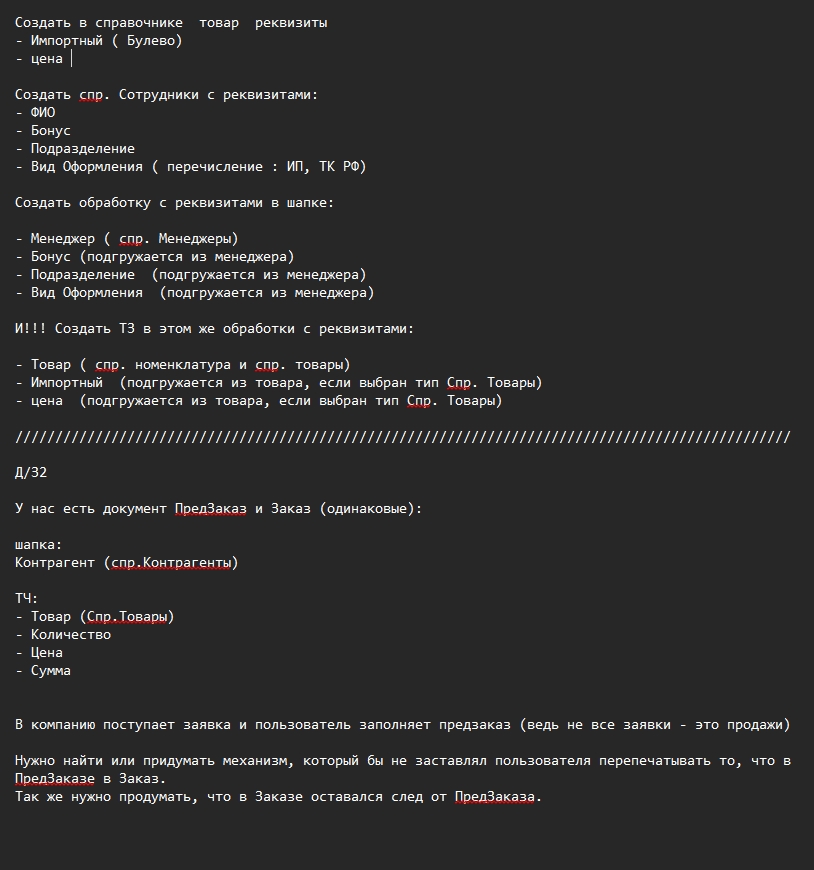 Создать в справочнике  товар  реквизиты
- Импортный ( Булево)
- цена
Создать спр. Сотрудники с реквизитами:
- ФИО
- Бонус
- Подразделение
- Вид Оформления ( перечисление : ИП, ТК РФ)
Создать обработку с реквизитами в шапке:
- Менеджер ( спр. Менеджеры)
- Бонус (подгружается из менеджера)
- Подразделение  (подгружается из менеджера)
- Вид Оформления  (подгружается из менеджера)
И!!! Создать ТЗ в этом же обработки с реквизитами:
- Товар ( спр. номенклатура и спр. товары)
- Импортный  (подгружается из товара, если выбран тип Спр. Товары)
- цена  (подгружается из товара, если выбран тип Спр. Товары)
/////////////////////////////////////////////////////////////////////////////////////////////////
Д/32
У нас есть документ ПредЗаказ и Заказ (одинаковые):
шапка:
Контрагент (спр.Контрагенты)
ТЧ:
- Товар (Спр.Товары)
- Количество
- Цена
- Сумма
В компанию поступает заявка и пользователь заполняет предзаказ (ведь не все заявки - это продажи)
Нужно найти или придумать механизм, который бы не заставлял пользователя перепечатывать то, что в
ПредЗаказе в Заказ.
Так же нужно продумать, что в Заказе оставался след от ПредЗаказа.